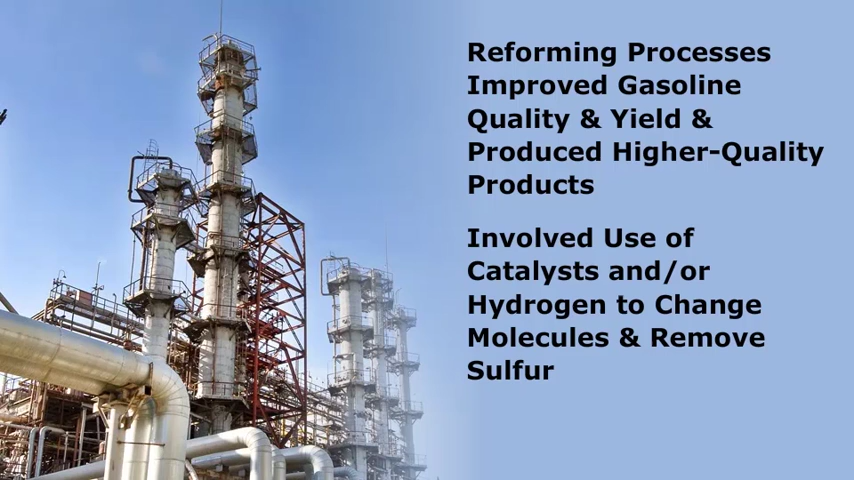 Reforming Processes
Improved Gasoline
Quality & Yield &
Produced Higher-Quality
Products
Involved Use of
Catalysts and/or
Hydrogen to Change
Molecules & Remove
Sulfur